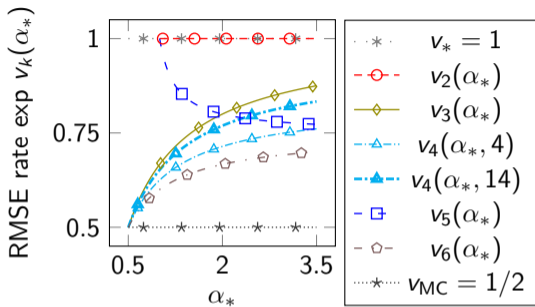 RMSE rate exp v_k(α_*)
1
0.75
0.5
0.5
2
3.5
α_*
v_* = 1
v_2(α_*)
v_3(α_*)
v_4(α_*, 4)
v_4(α_*, 14)
v_5(α_*)
v_6(α_*)
v_MC = 1/2